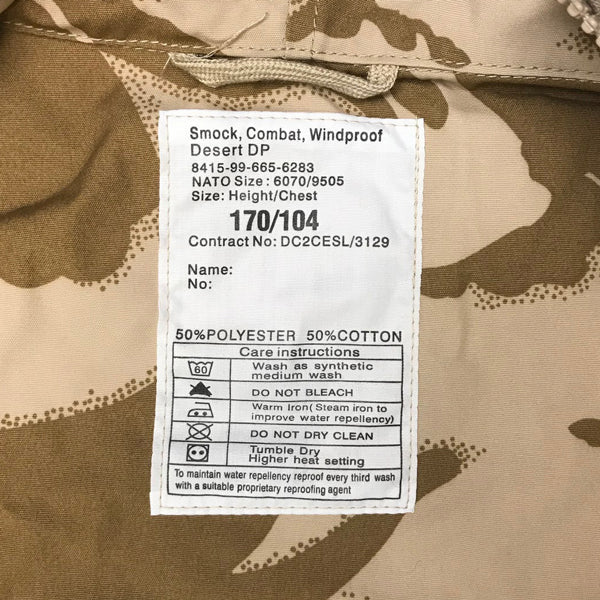 Smock, Combat, Windproof
Desert DP
8415-99-665-6283
NATO Size: 6070/9505
Size: Height/Chest
170/104
Contract No: DC2CESL/3129
Name:
No:
50%POLYESTER 50%COTTON
Care instructions
60 Wash as synthetic
medium wash
DO NOT BLEACH
Warm Iron(Steam iron to
improve water repellency)
DO NOT DRY CLEAN
Tumble Dry
Higher heat setting
To maintain water repellency reproof every third wash
with a suitable proprietary reproofing agent